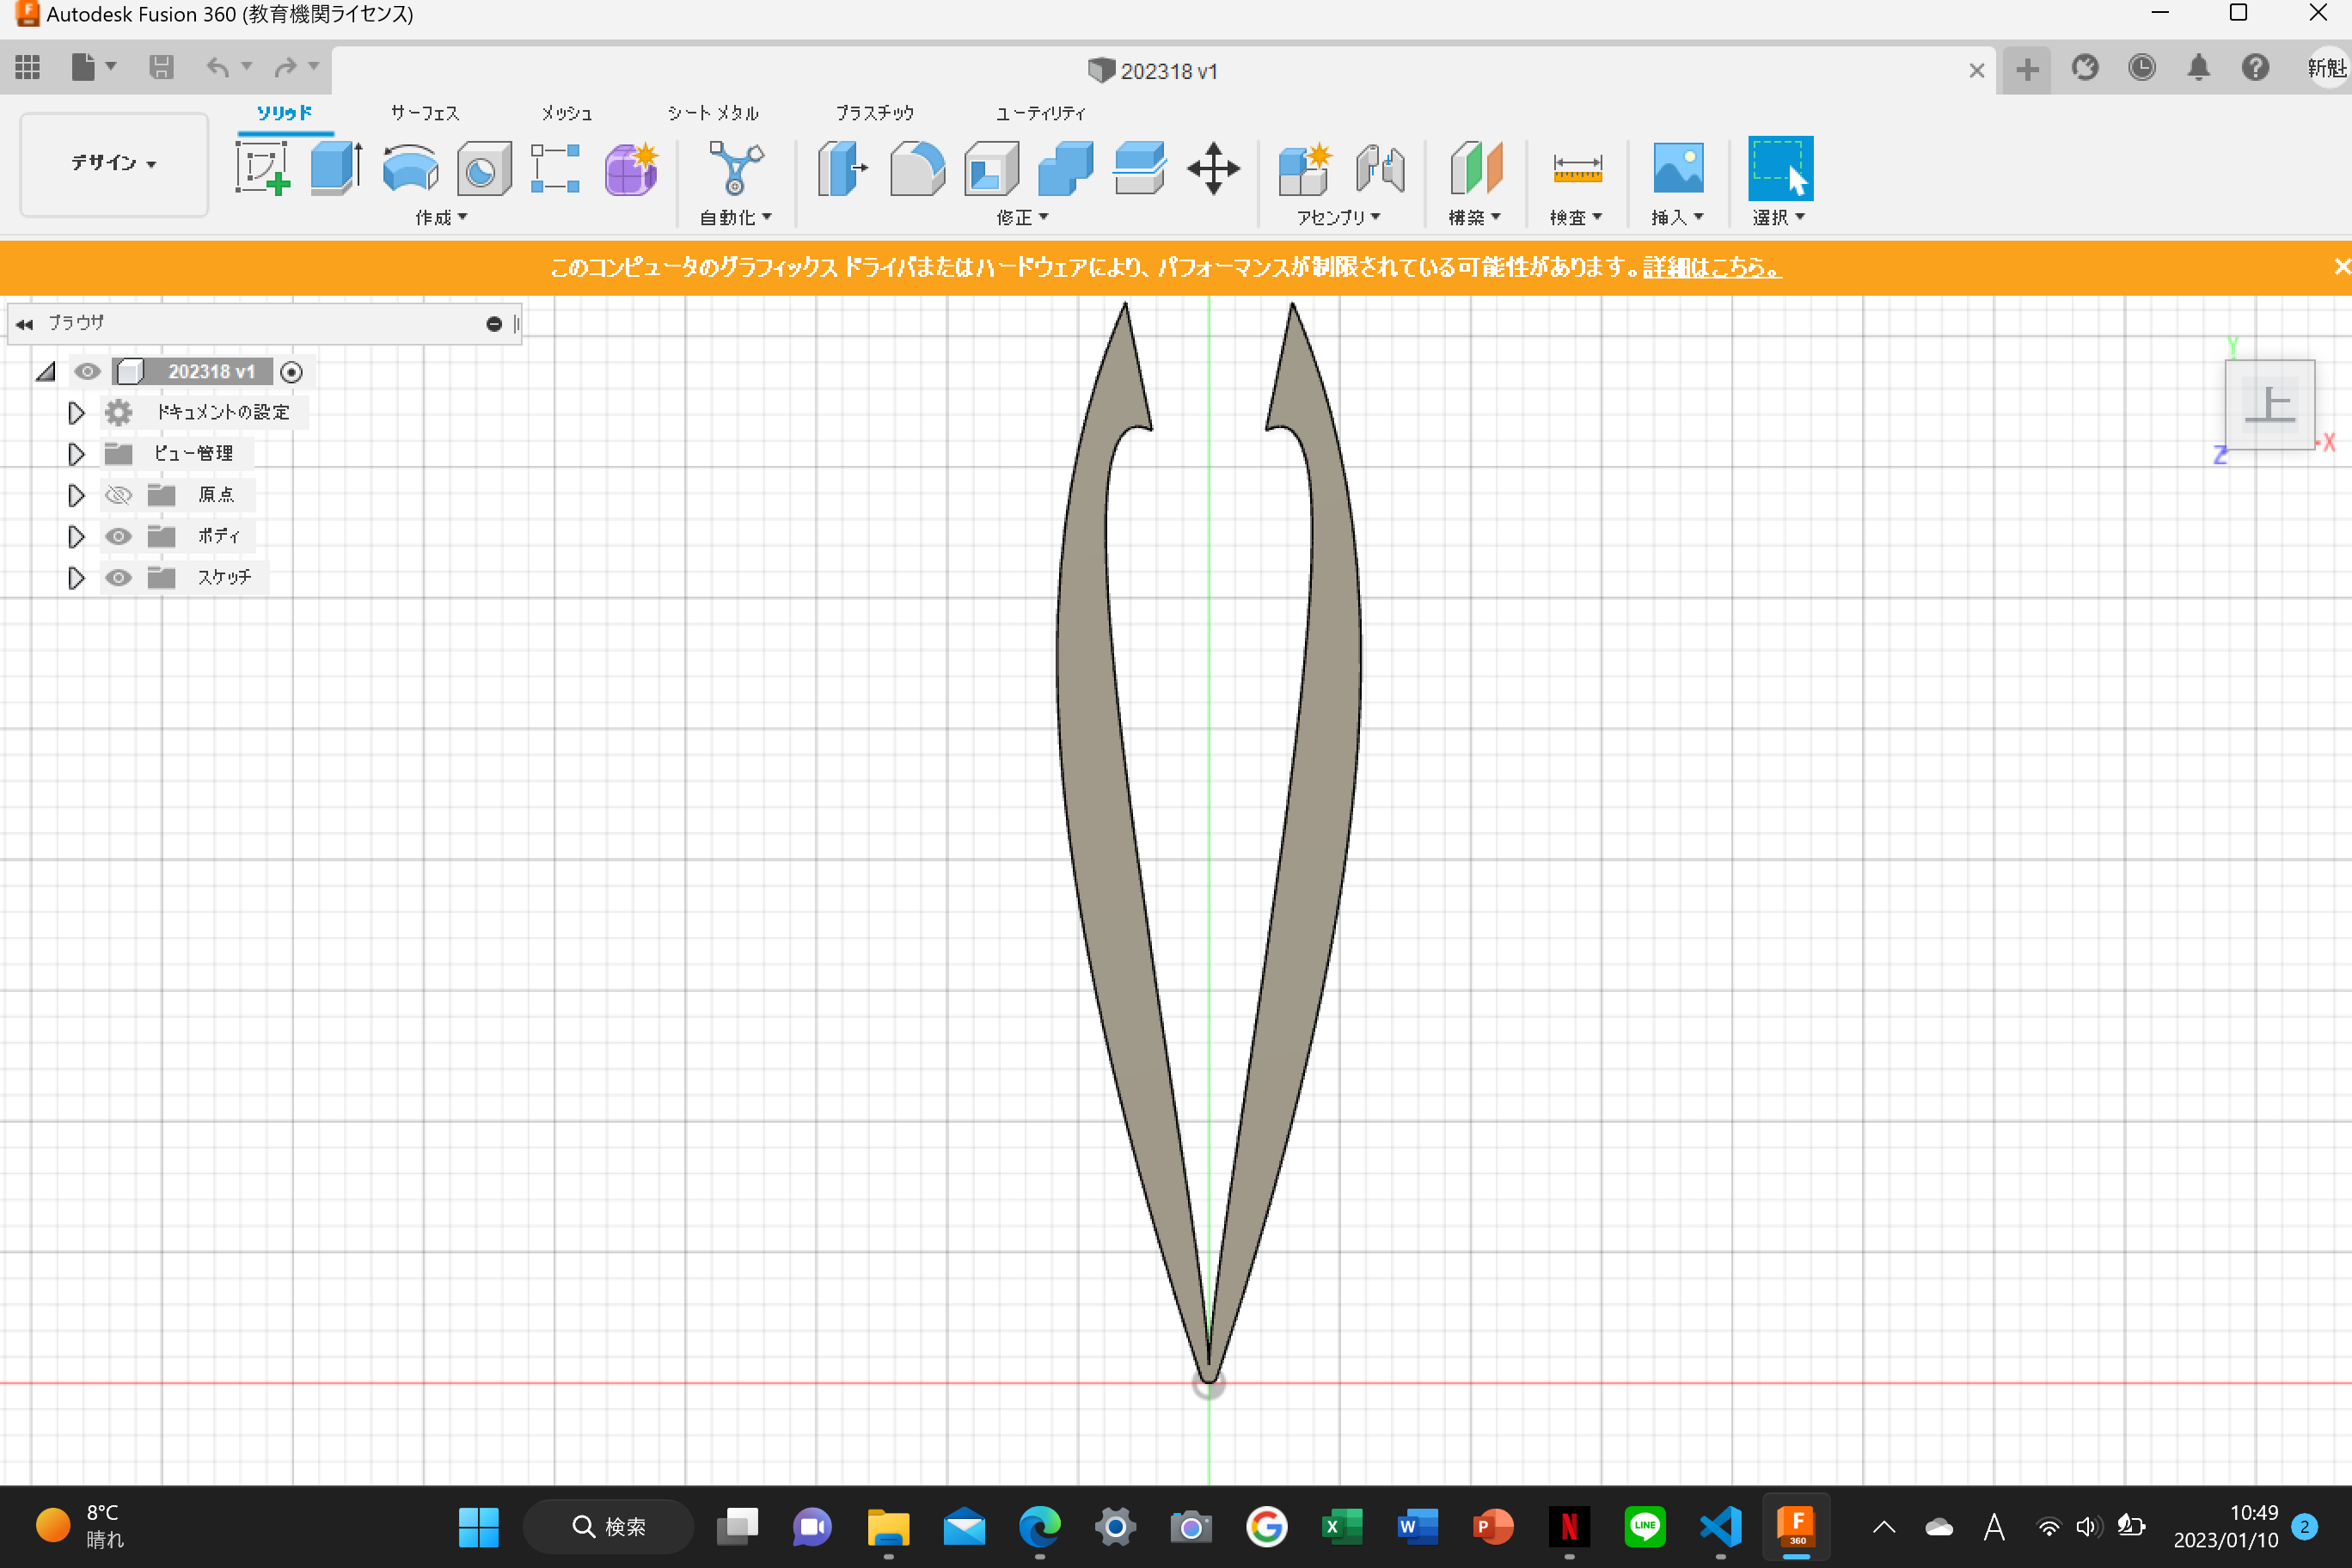 Autodesk Fusion 360 (教育機関ライセンス)
202318 v1
新魁
ソリッド サーフェス メッシュ シート メタル プラスチック ユーティリティ
デザイン
作成 自動化 修正 アセンブリ 構築 検査 挿入 選択
このコンピュータのグラフィックス ドライバまたはハードウェアにより、パフォーマンスが制限されている可能性があります。詳細はこちら。
ブラウザ
202318 v1
ドキュメントの設定
ビュー管理
原点
ボディ
スケッチ
Y
上
X
Z
8°C
晴れ
検索
LINE
F
360
A
10:49
2023/01/10
2